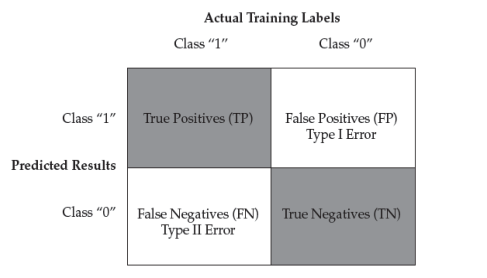 Actual Training Labels
Class “1” Class “0”
Class “1” True Positives (TP) False Positives (FP)
Type I Error
Predicted Results
Class “0” False Negatives (FN) True Negatives (TN)
Type II Error